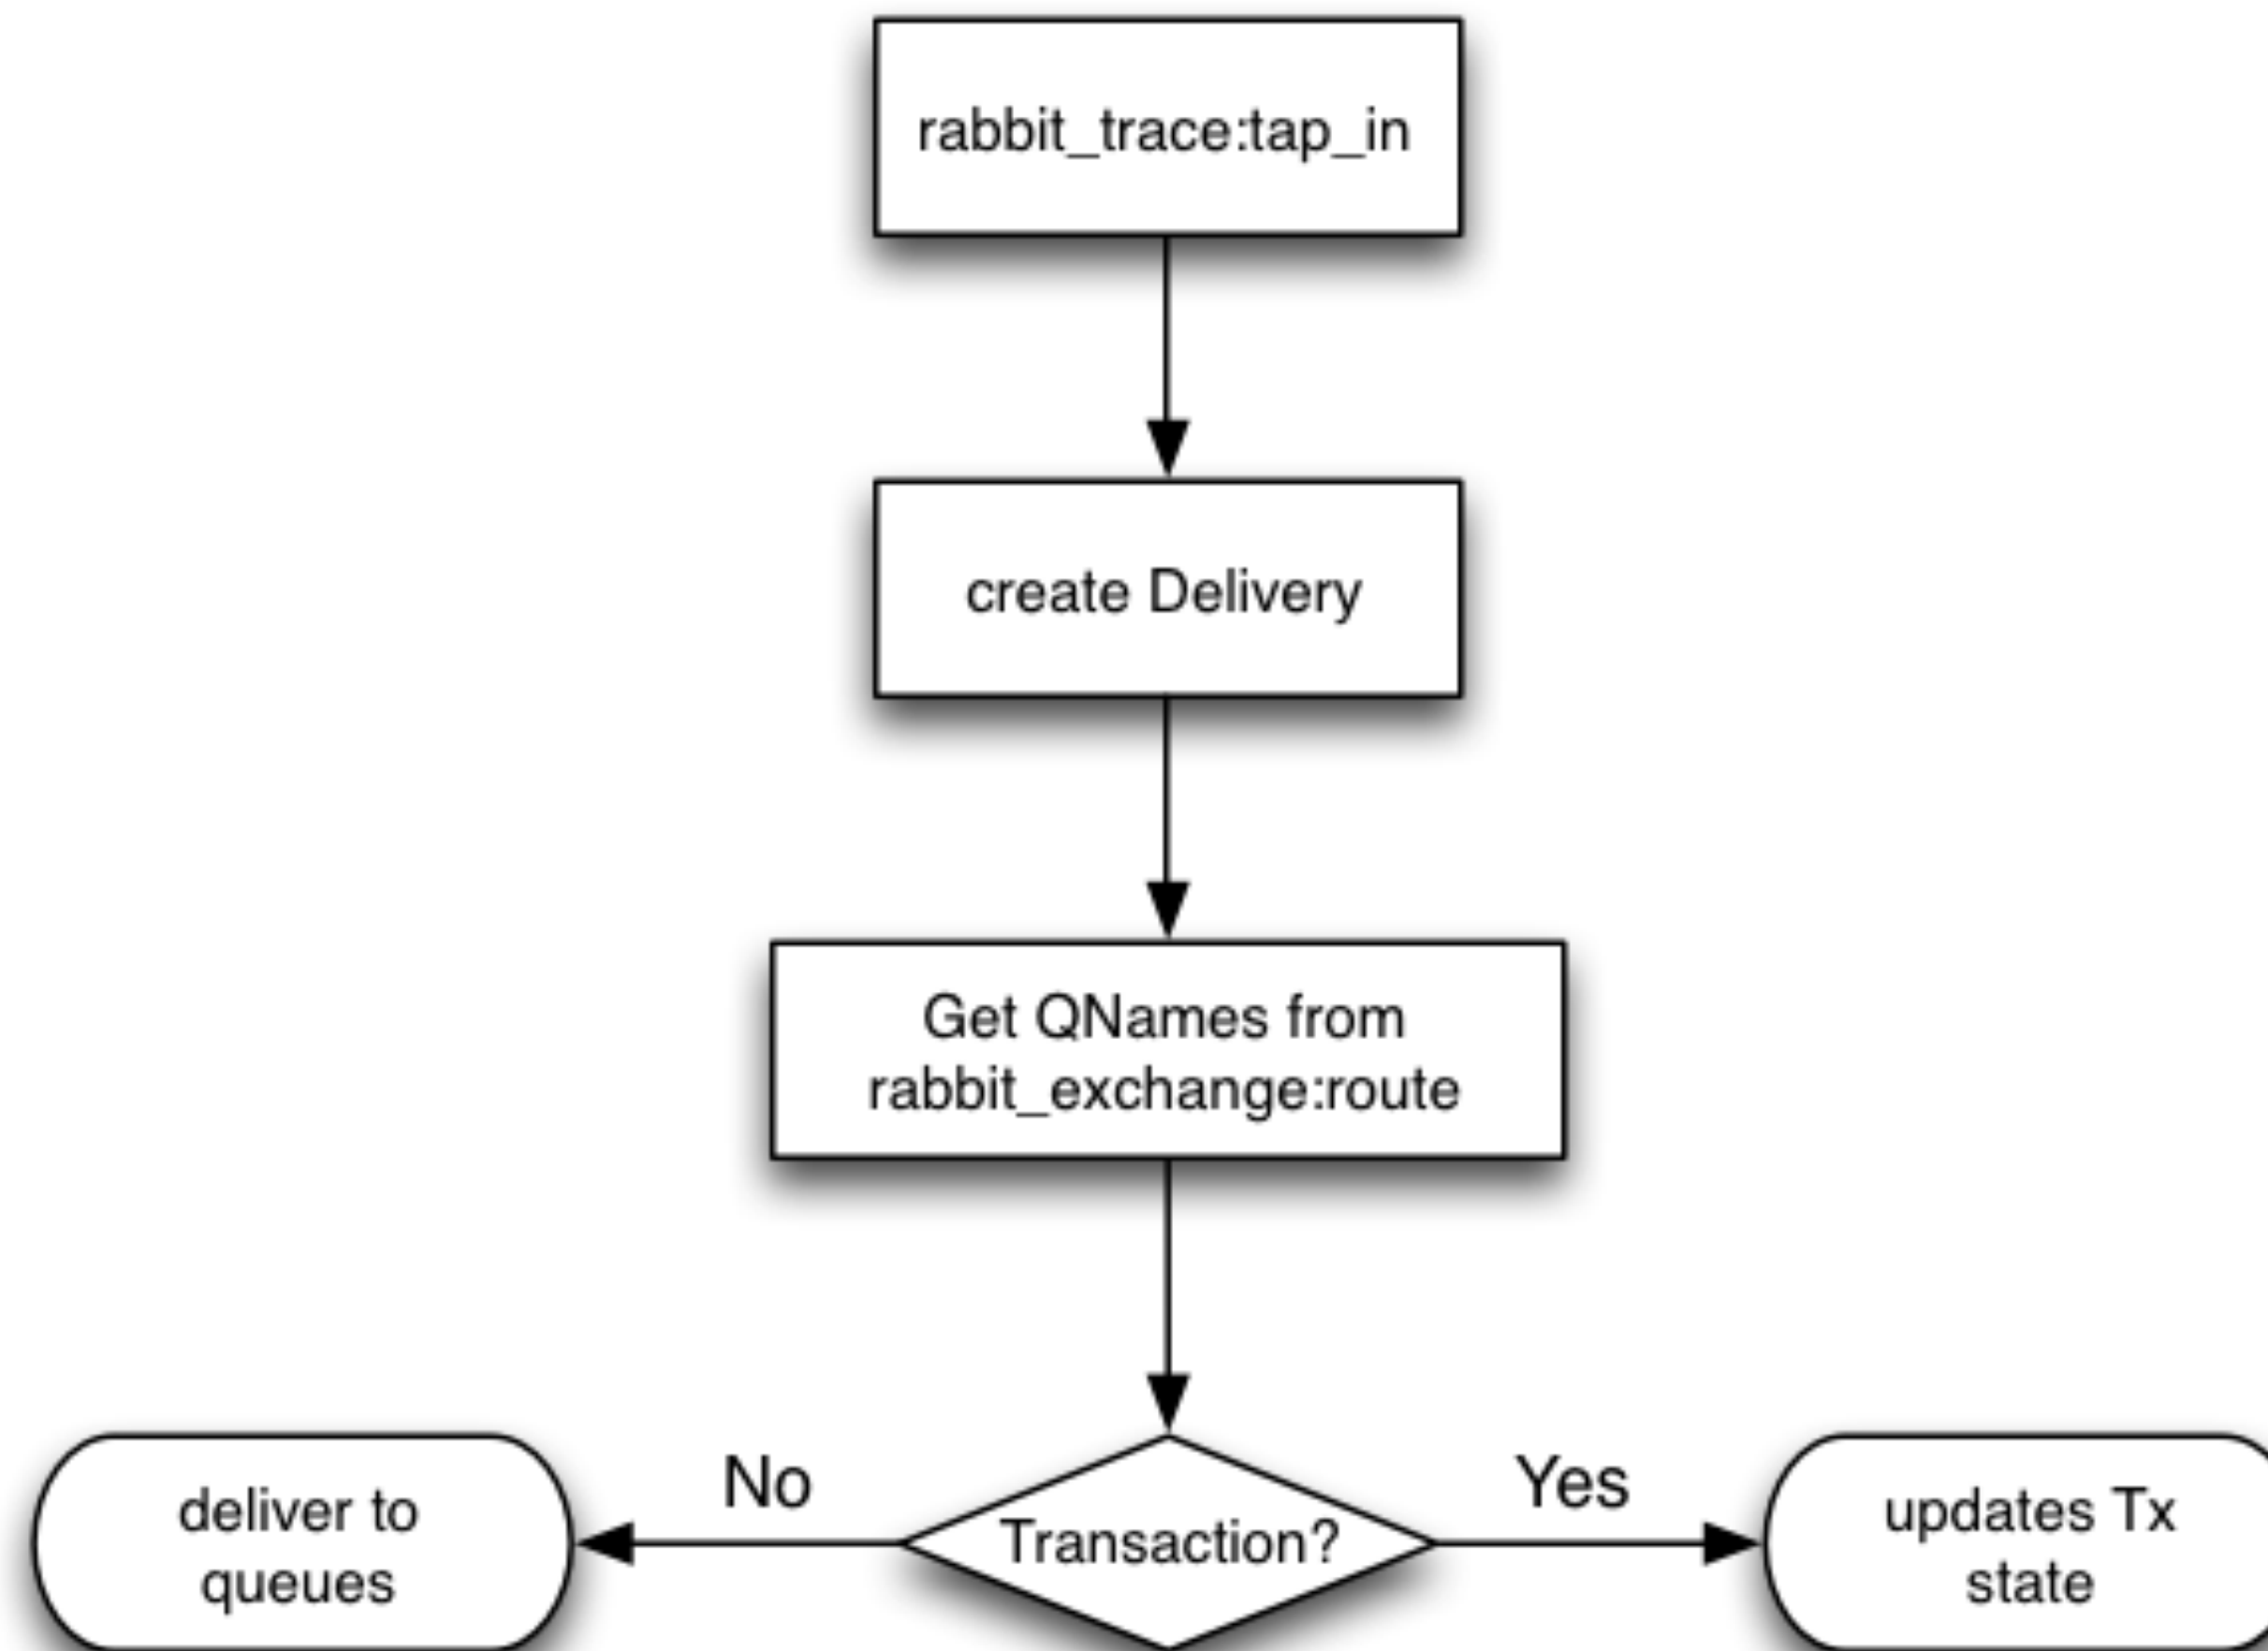 rabbit_trace:tap_in
create Delivery
Get QNames from
rabbit_exchange:route
No
Yes
deliver to
queues
Transaction?
updates Tx
state